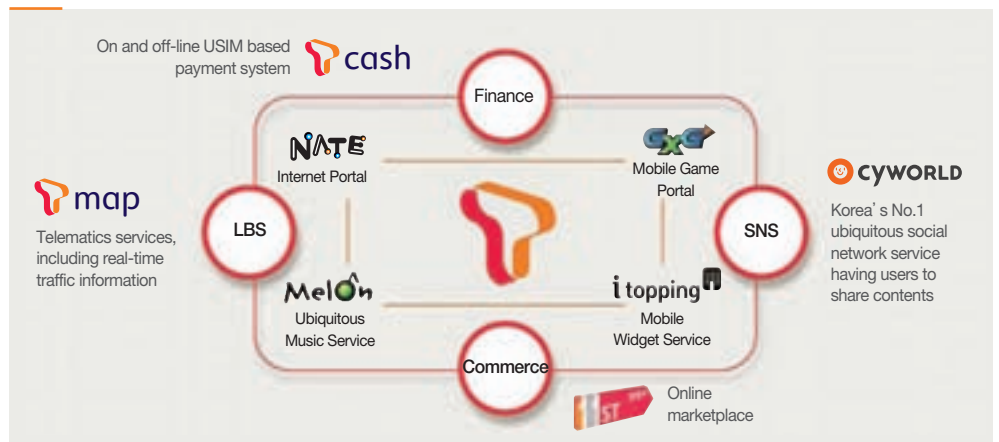 On and off-line USIM based
payment system
T cash
Finance
NATE
Internet Portal
GxG
Mobile Game
Portal
T map
Telematics services,
including real-time
traffic information
LBS
SNS
CYWORLD
Korea's No.1
ubiquitous social
network service
having users to
share contents
MelOn
Ubiquitous
Music Service
i topping
Mobile
Widget Service
Commerce
11ST
Online
marketplace